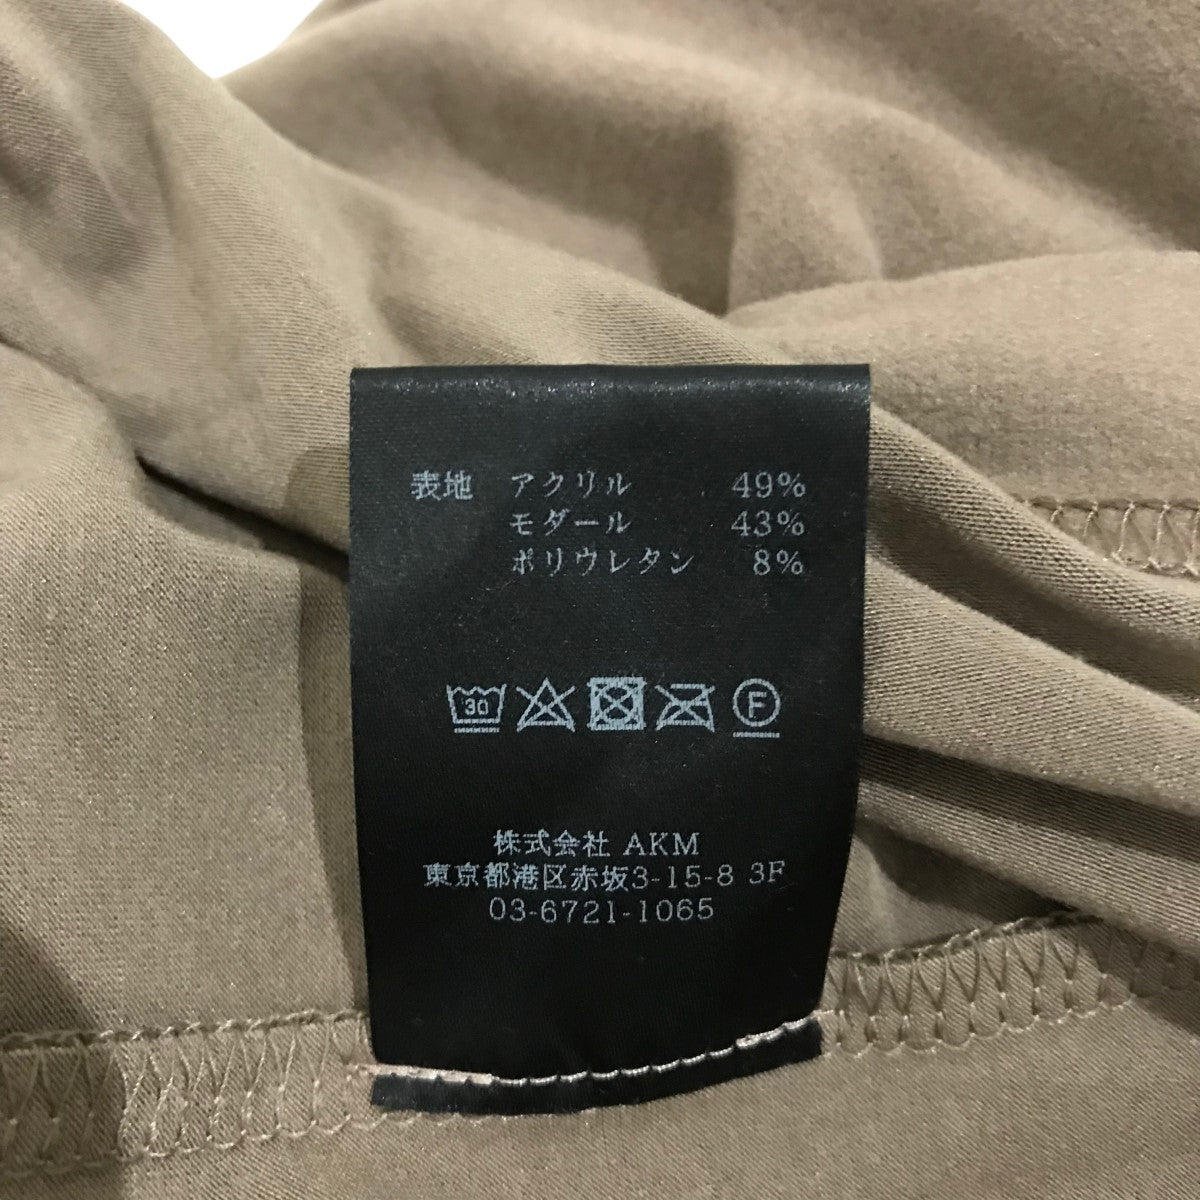 表地 アクリル 49%
モダール 43%
ポリウレタン 8%
30 F
株式会社 AKM
東京都港区赤坂3-15-8 3F
03-6721-1065